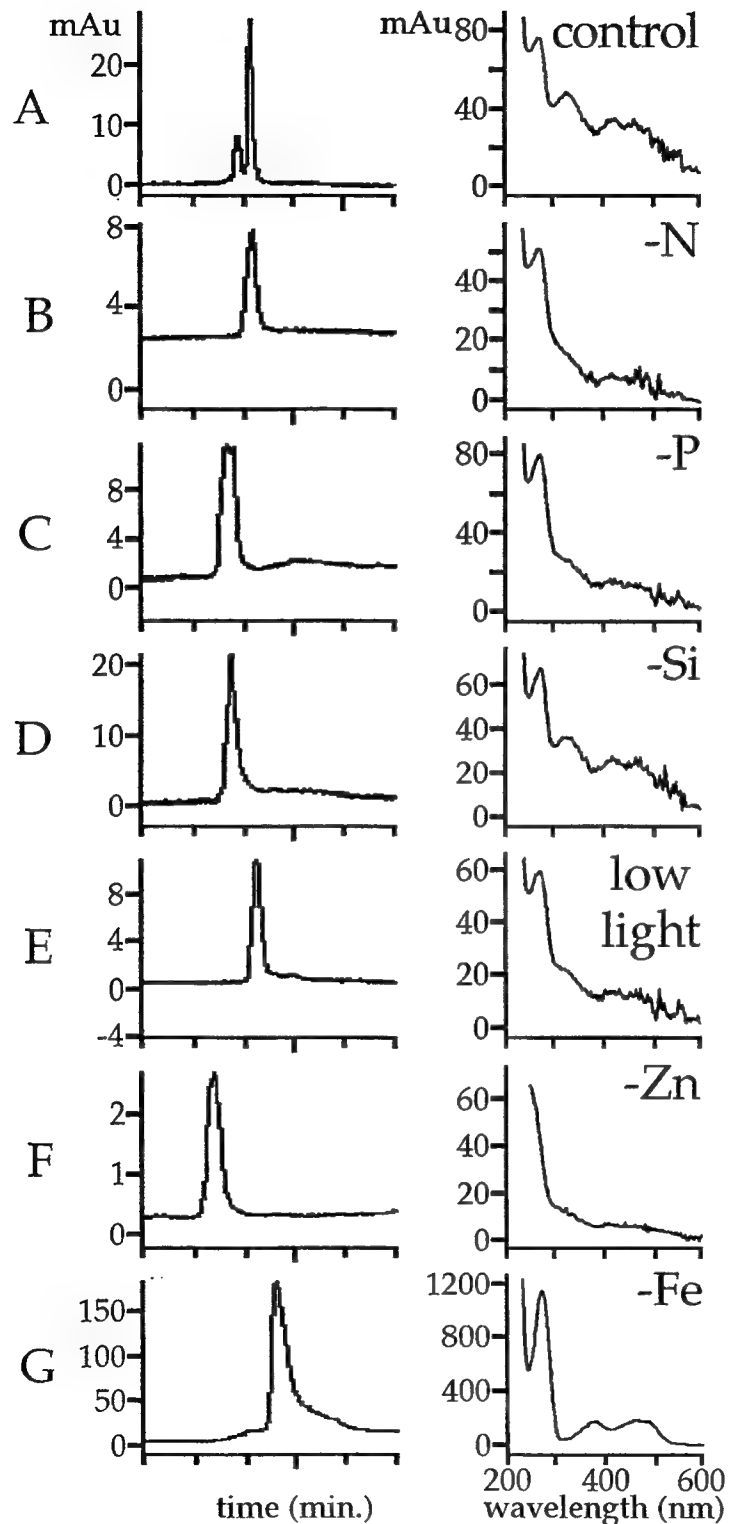 mAu mAu
A 20 10 0 80 40 0 control
B 8 4 0 40 20 0 -N
C 8 4 0 80 40 0 -P
D 20 10 0 60 40 20 0 -Si
E 8 4 0 -4 60 40 20 0 low
light
F 2 1 0 60 40 20 0 -Zn
G 150 100 50 0 1200 800 400 0 -Fe
200 400 600
time (min.) wavelength (nm)